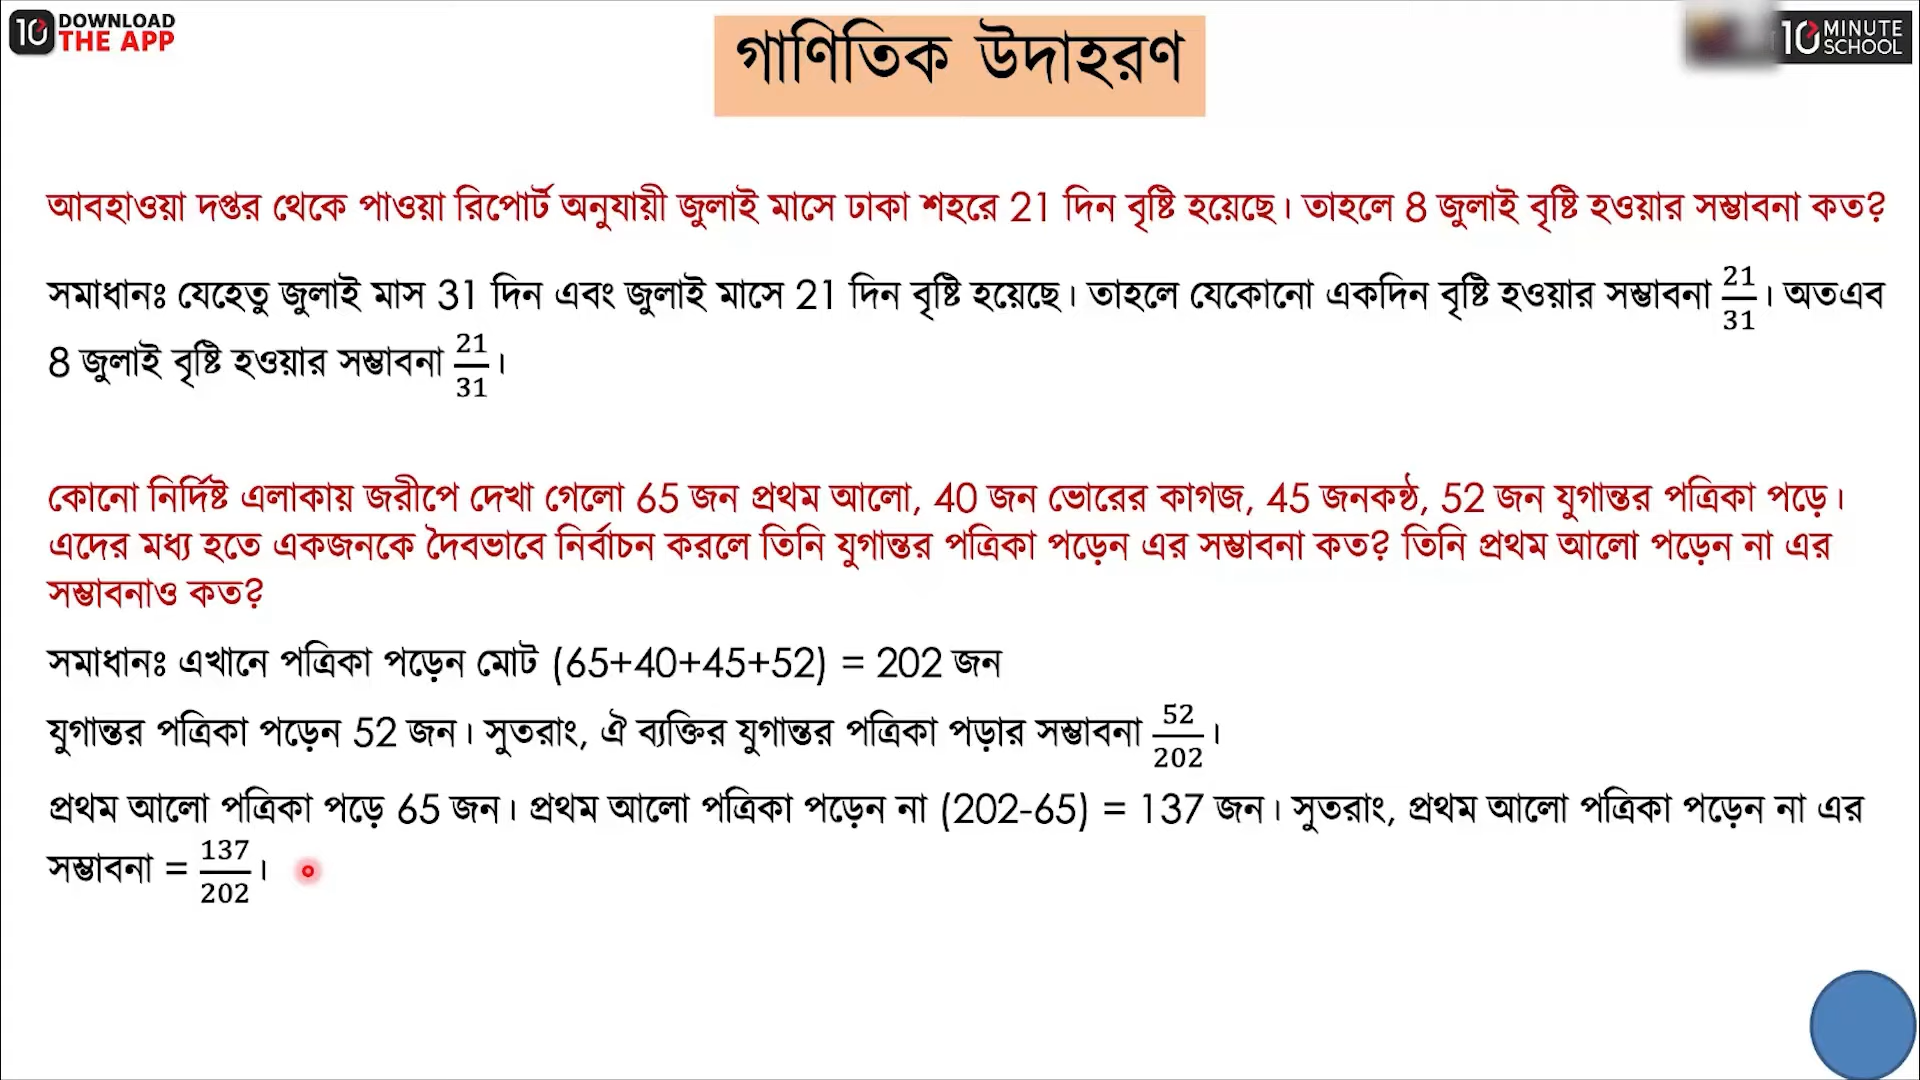 DOWNLOAD
THE APP
গাণিতিক উদাহরণ
10 MINUTE
SCHOOL
আবহাওয়া দপ্তর থেকে পাওয়া রিপোর্ট অনুযায়ী জুলাই মাসে ঢাকা শহরে 21 দিন বৃষ্টি হয়েছে। তাহলে 8 জুলাই বৃষ্টি হওয়ার সম্ভাবনা কত?
সমাধানঃ যেহেতু জুলাই মাস 31 দিন এবং জুলাই মাসে 21 দিন বৃষ্টি হয়েছে। তাহলে যেকোনো একদিন বৃষ্টি হওয়ার সম্ভাবনা 21/31। অতএব
8 জুলাই বৃষ্টি হওয়ার সম্ভাবনা 21/31।
কোনো নির্দিষ্ট এলাকায় জরীপে দেখা গেলো 65 জন প্রথম আলো, 40 জন ভোরের কাগজ, 45 জনকন্ঠ, 52 জন যুগান্তর পত্রিকা পড়ে।
এদের মধ্য হতে একজনকে দৈবভাবে নির্বাচন করলে তিনি যুগান্তর পত্রিকা পড়েন এর সম্ভাবনা কত? তিনি প্রথম আলো পড়েন না এর
সম্ভাবনাও কত?
সমাধানঃ এখানে পত্রিকা পড়েন মোট (65+40+45+52) = 202 জন
যুগান্তর পত্রিকা পড়েন 52 জন। সুতরাং, ঐ ব্যক্তির যুগান্তর পত্রিকা পড়ার সম্ভাবনা 52/202।
প্রথম আলো পত্রিকা পড়ে 65 জন। প্রথম আলো পত্রিকা পড়েন না (202-65) = 137 জন। সুতরাং, প্রথম আলো পত্রিকা পড়েন না এর
সম্ভাবনা = 137/202।